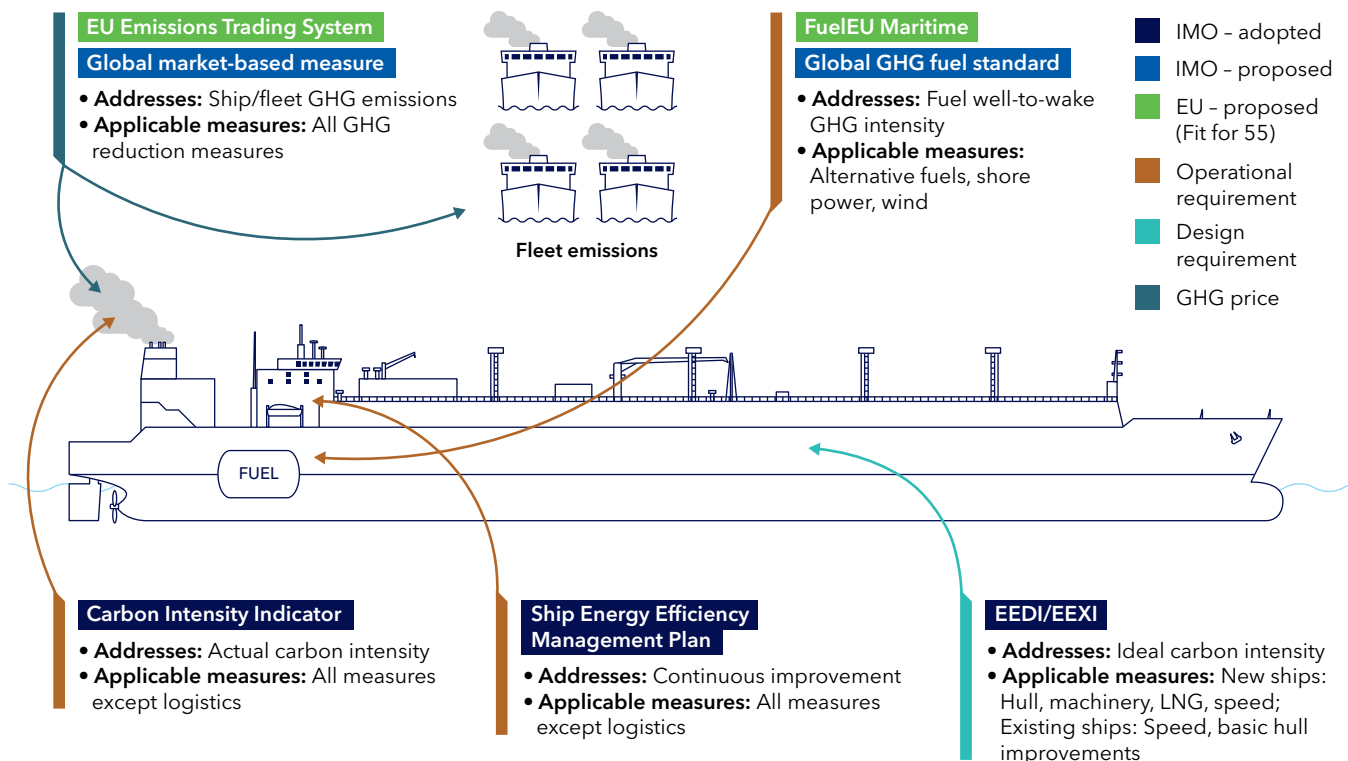 EU Emissions Trading System
Global market-based measure
• Addresses: Ship/fleet GHG emissions
• Applicable measures: All GHG
reduction measures
Fleet emissions
FuelEU Maritime
Global GHG fuel standard
• Addresses: Fuel well-to-wake
GHG intensity
• Applicable measures:
Alternative fuels, shore
power, wind
IMO – adopted
IMO – proposed
EU – proposed
(Fit for 55)
Operational
requirement
Design
requirement
GHG price
FUEL
Carbon Intensity Indicator
• Addresses: Actual carbon intensity
• Applicable measures: All measures
except logistics
Ship Energy Efficiency
Management Plan
• Addresses: Continuous improvement
• Applicable measures: All measures
except logistics
EEDI/EEXI
• Addresses: Ideal carbon intensity
• Applicable measures: New ships:
Hull, machinery, LNG, speed;
Existing ships: Speed, basic hull
improvements